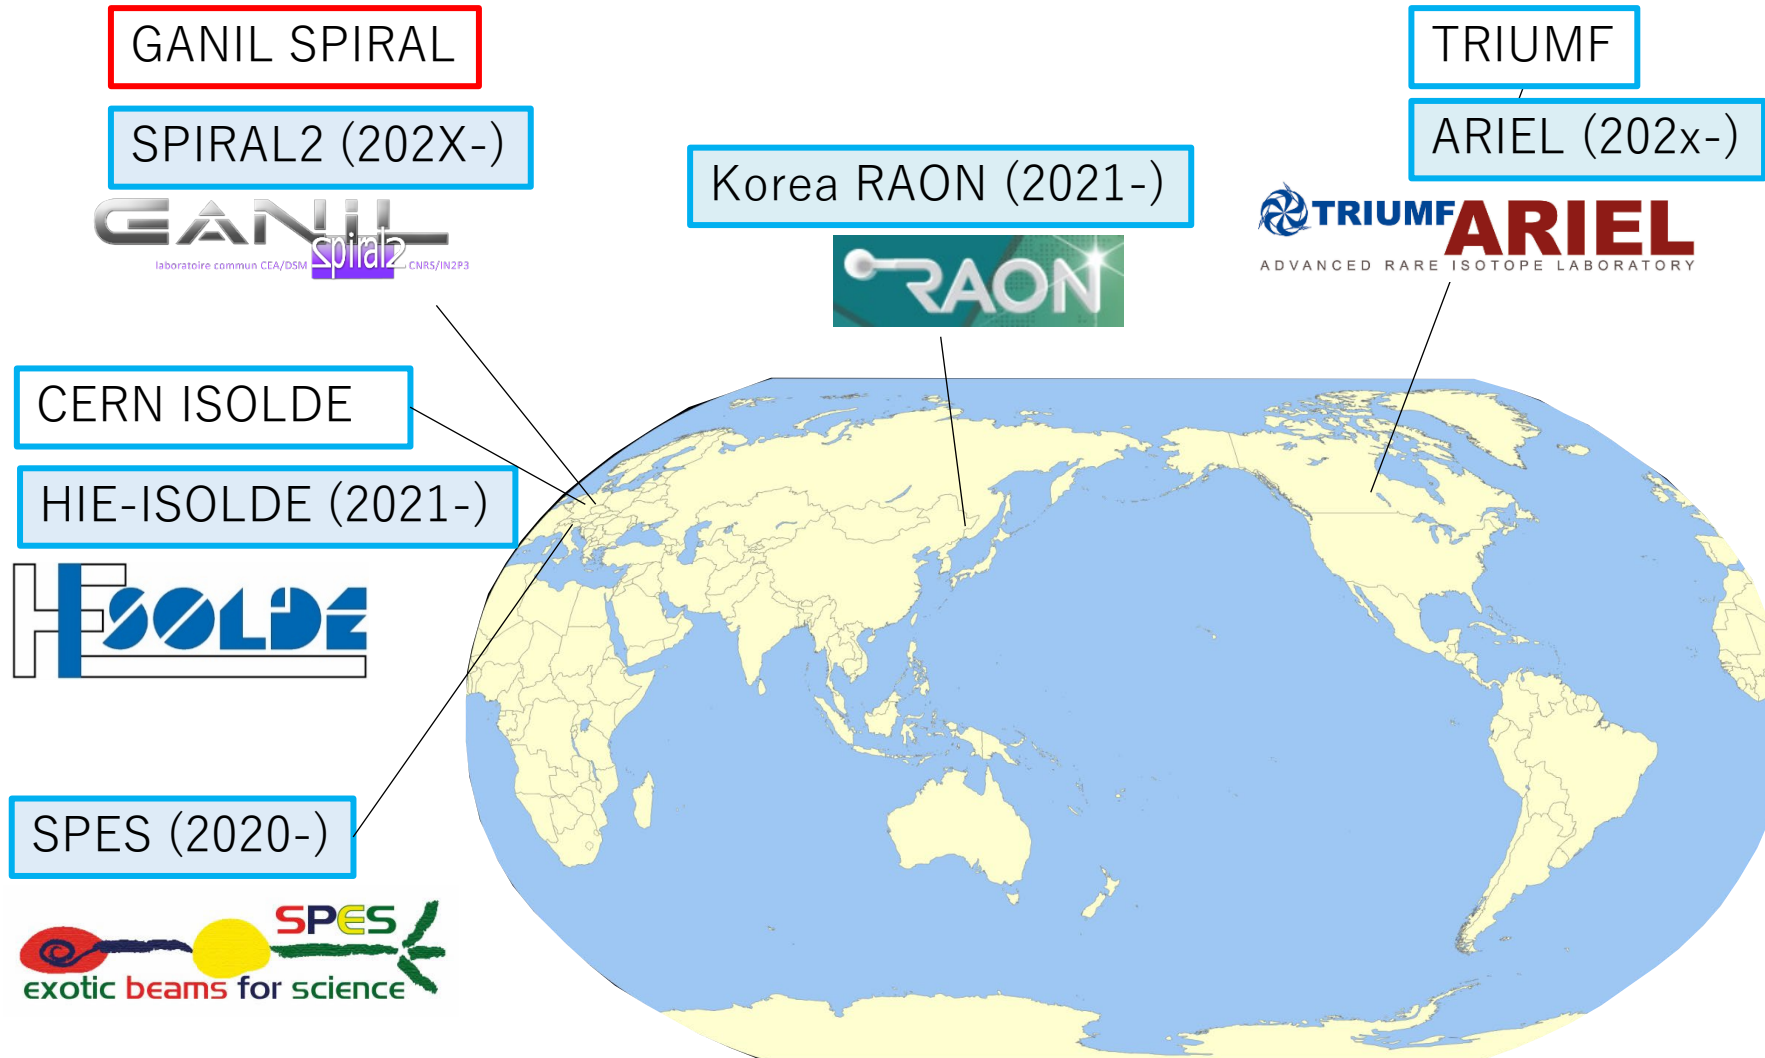 GANIL SPIRAL
SPIRAL2 (202X-)
GANIL
spiral2
laboratoire commun CEA/DSM
CNRS/IN2P3
Korea RAON (2021-)
RAON
TRIUMF
ARIEL (202x-)
TRIUMF ARIEL
ADVANCED RARE ISOTOPE LABORATORY
CERN ISOLDE
HIE-ISOLDE (2021-)
HIE ISOLDE
SPES (2020-)
SPES
exotic beams for science